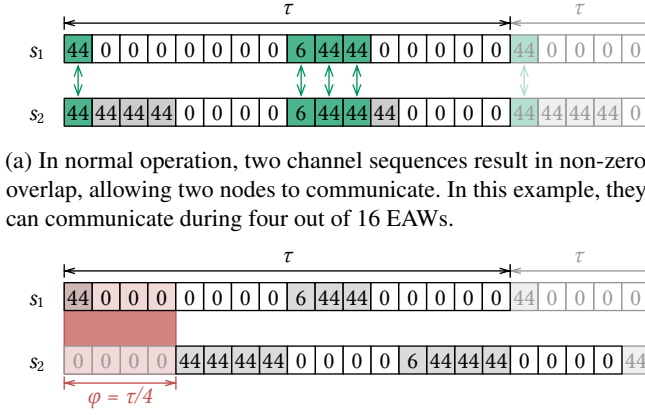 τ τ
s1 44 0 0 0 0 0 0 0 6 44 44 0 0 0 0 0 44 0 0 0 0
s2 44 44 44 44 0 0 0 0 6 44 44 44 0 0 0 0 44 44 44 44 0
(a) In normal operation, two channel sequences result in non-zero
overlap, allowing two nodes to communicate. In this example, they
can communicate during four out of 16 EAWs.
τ τ
s1 44 0 0 0 0 0 0 0 6 44 44 0 0 0 0 0 44 0 0 0 0
s2 0 0 0 0 44 44 44 44 0 0 0 0 6 44 44 44 0 0 0 0 44
φ = τ/4